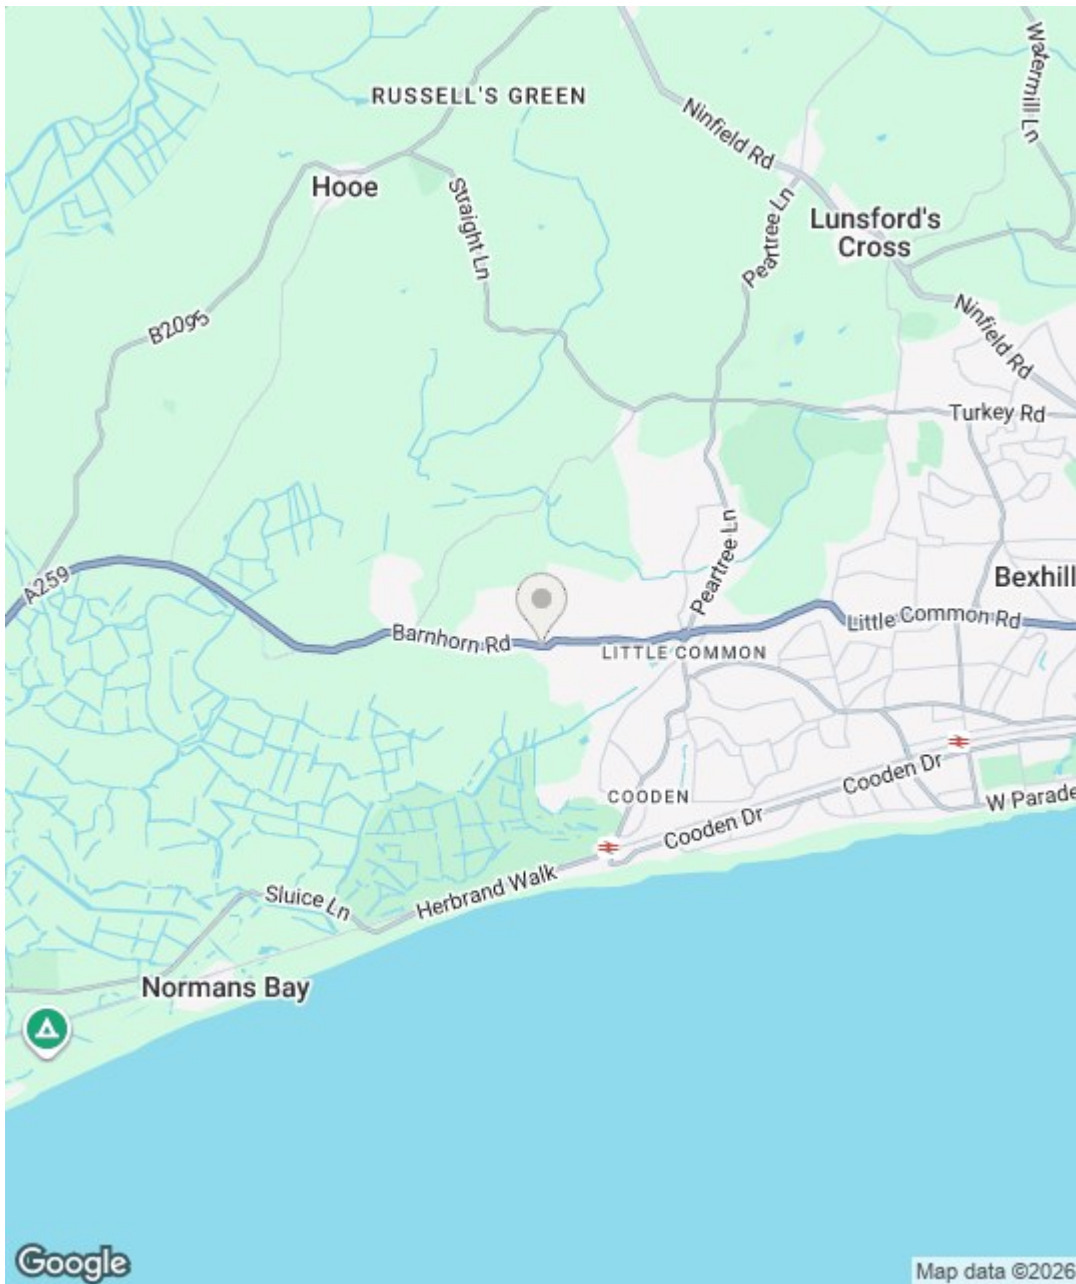 Watermill Ln
RUSSELL'S GREEN
Ninfield Rd
Hooe
Straight Ln
Peartree Ln
Lunsford's
Cross
B2095
Ninfield Rd
Turkey Rd
A259
Peartree Ln
Bexhill
Barnhorn Rd
Little Common Rd
LITTLE COMMON
Cooden Dr
COODEN
W Parade
Cooden Dr
Herbrand Walk
Sluice Ln
Normans Bay
Google
Map data ©2026